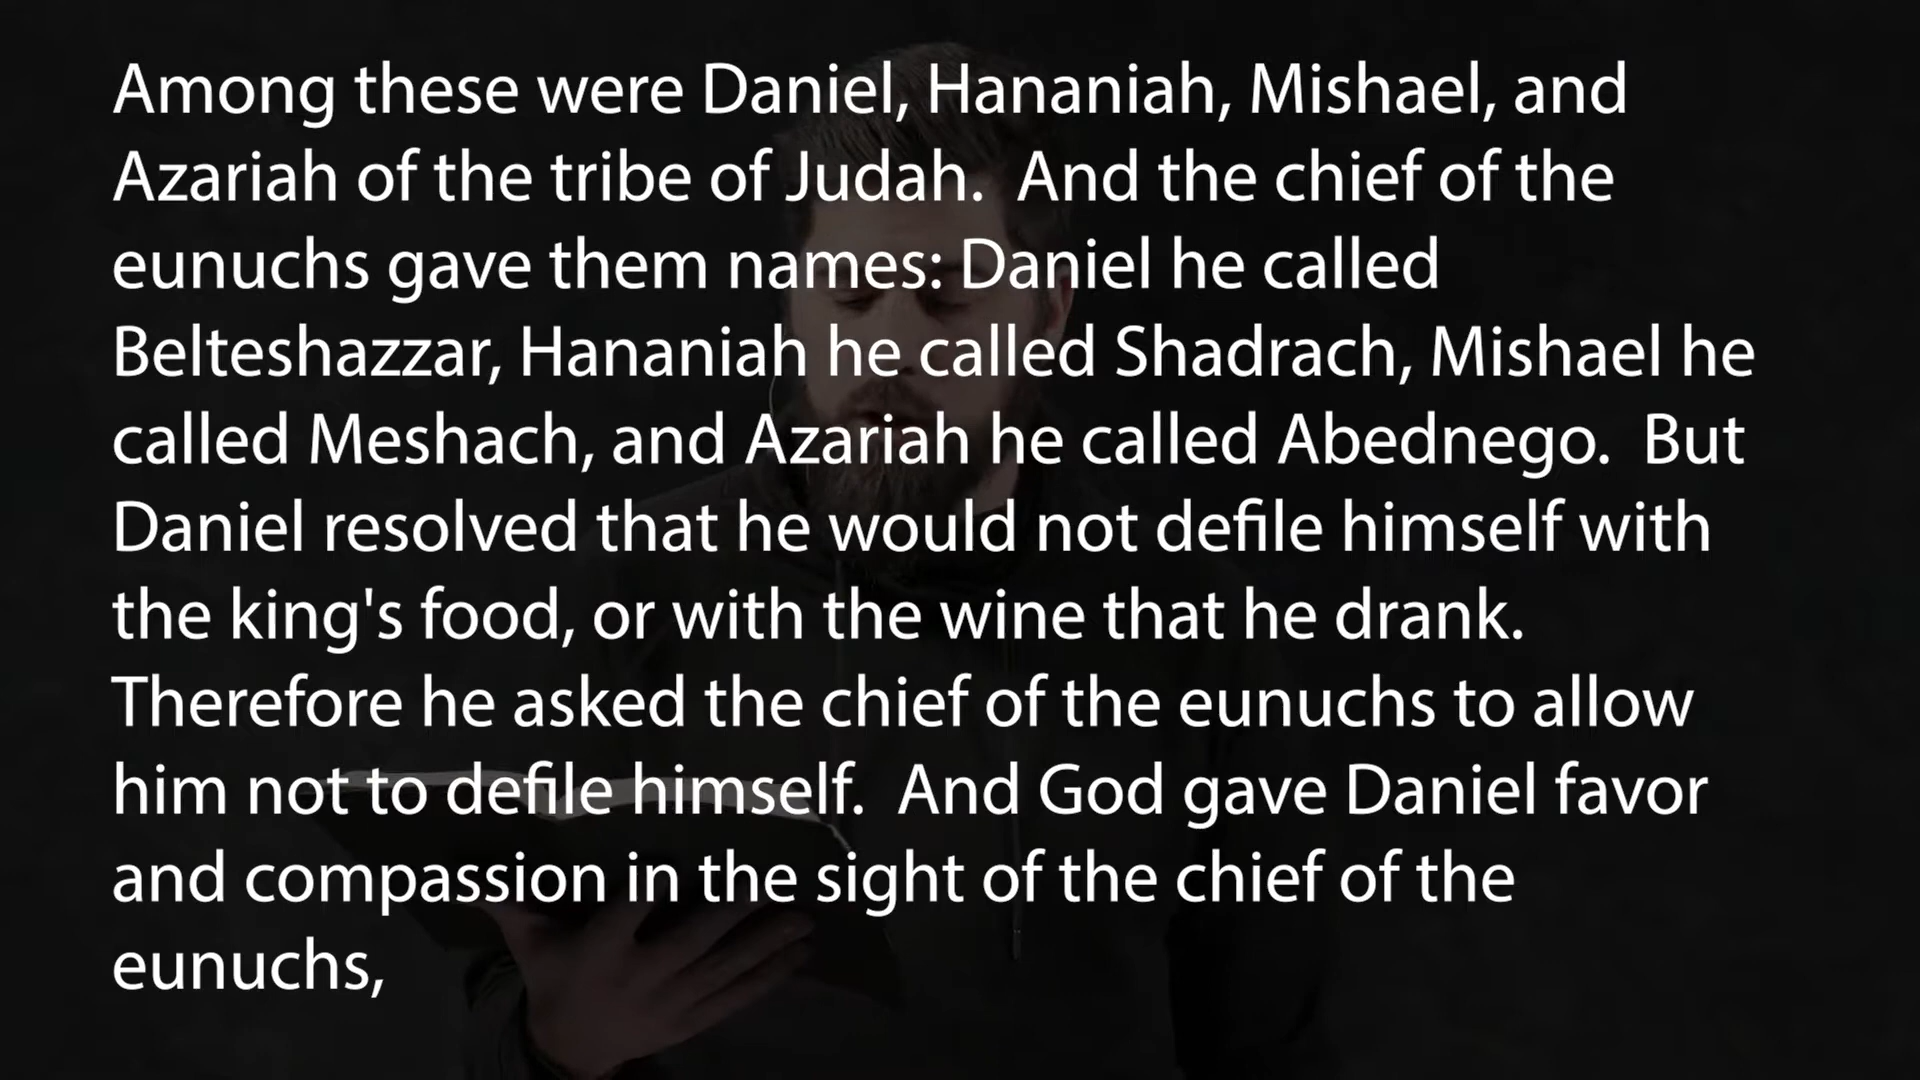 Among these were Daniel, Hananiah, Mishael, and
Azariah of the tribe of Judah.  And the chief of the
eunuchs gave them names: Daniel he called
Belteshazzar, Hananiah he called Shadrach, Mishael he
called Meshach, and Azariah he called Abednego.  But
Daniel resolved that he would not defile himself with
the king's food, or with the wine that he drank.
Therefore he asked the chief of the eunuchs to allow
him not to defile himself.  And God gave Daniel favor
and compassion in the sight of the chief of the
eunuchs,